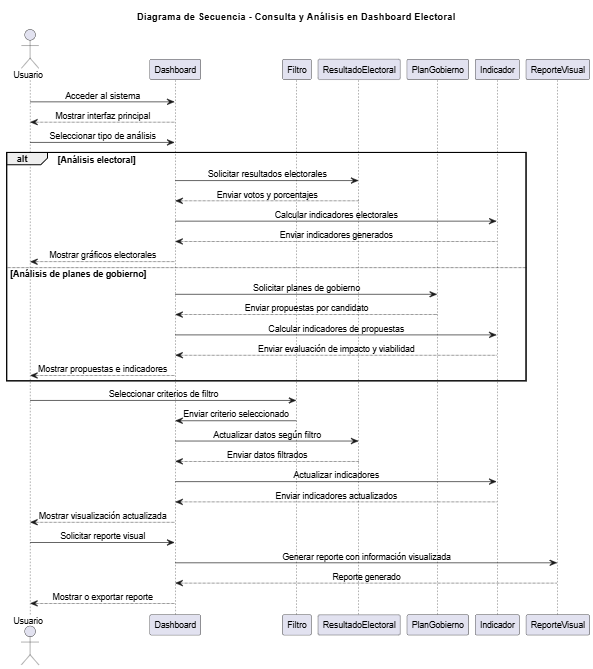 Diagrama de Secuencia - Consulta y Análisis en Dashboard Electoral
Usuario Dashboard Filtro ResultadoElectoral PlanGobierno Indicador ReporteVisual
Acceder al sistema
Mostrar interfaz principal
Seleccionar tipo de análisis
alt [Análisis electoral]
Solicitar resultados electorales
Enviar votos y porcentajes
Calcular indicadores electorales
Enviar indicadores generados
Mostrar gráficos electorales
[Análisis de planes de gobierno]
Solicitar planes de gobierno
Enviar propuestas por candidato
Calcular indicadores de propuestas
Enviar evaluación de impacto y viabilidad
Mostrar propuestas e indicadores
Seleccionar criterios de filtro
Enviar criterio seleccionado
Actualizar datos según filtro
Enviar datos filtrados
Actualizar indicadores
Enviar indicadores actualizados
Mostrar visualización actualizada
Solicitar reporte visual
Generar reporte con información visualizada
Reporte generado
Mostrar o exportar reporte
Usuario Dashboard Filtro ResultadoElectoral PlanGobierno Indicador ReporteVisual